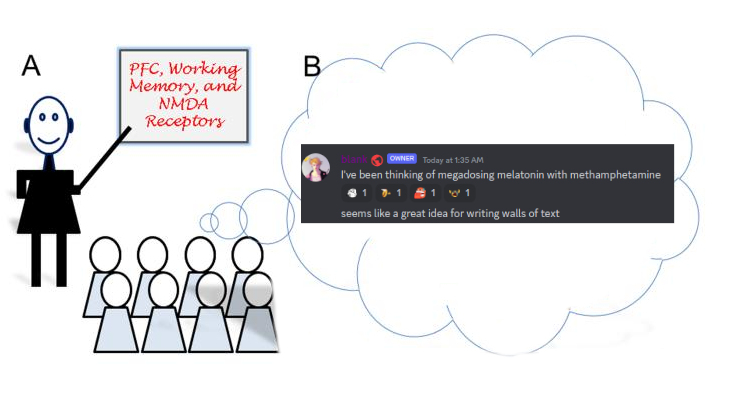 A
PFC, Working
Memory, and
NMDA
Receptors
B
OWNER Today at 1:35 AM
I've been thinking of megadosing melatonin with methamphetamine
1 1 1 1
seems like a great idea for writing walls of text